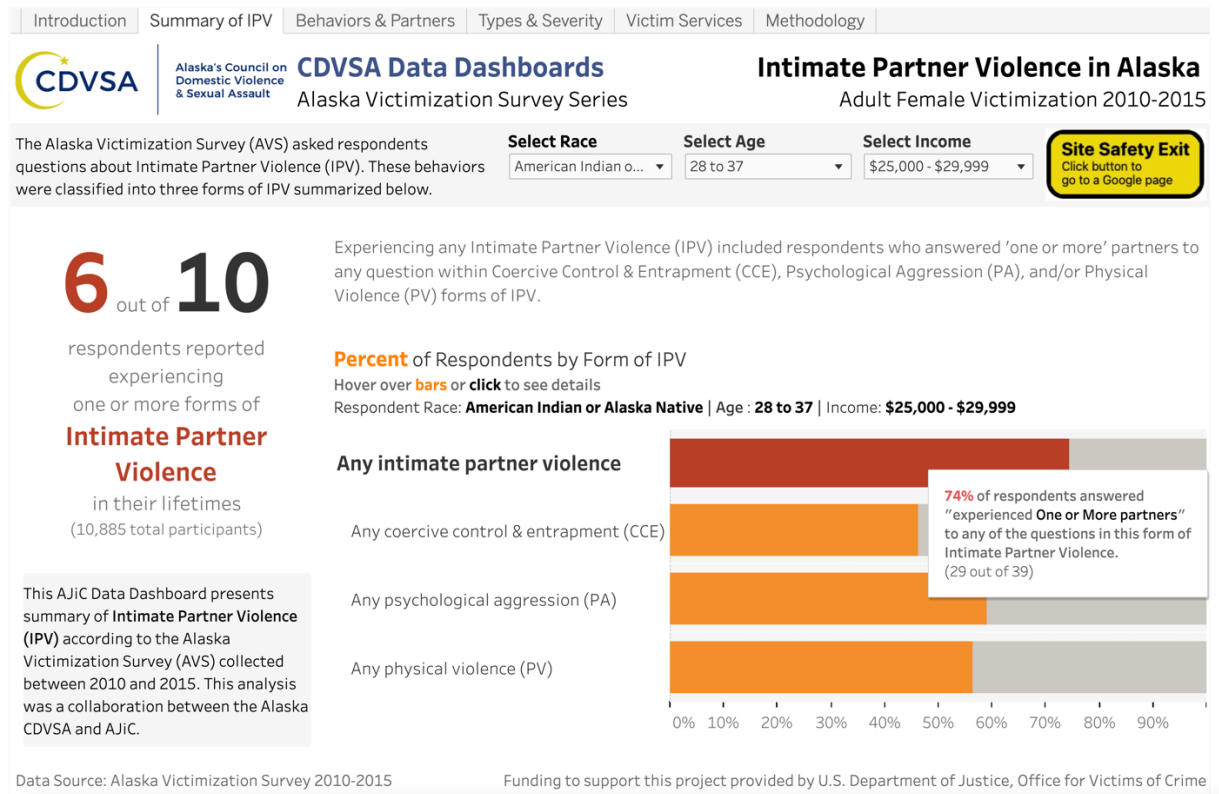 Introduction
Summary of IPV
Behaviors & Partners
Types & Severity
Victim Services
Methodology
CDVSA
Alaska's Council on
Domestic Violence
& Sexual Assault
CDVSA Data Dashboards
Alaska Victimization Survey Series
Intimate Partner Violence in Alaska
Adult Female Victimization 2010-2015
The Alaska Victimization Survey (AVS) asked respondents
questions about Intimate Partner Violence (IPV). These behaviors
were classified into three forms of IPV summarized below.
Select Race
American Indian o...
Select Age
28 to 37
Select Income
$25,000 - $29,999
Site Safety Exit
Click button to
go to a Google page
6 out of 10
respondents reported
experiencing
one or more forms of
Intimate Partner
Violence
in their lifetimes
(10,885 total participants)
This AJiC Data Dashboard presents
summary of Intimate Partner Violence
(IPV) according to the Alaska
Victimization Survey (AVS) collected
between 2010 and 2015. This analysis
was a collaboration between the Alaska
CDVSA and AJiC.
Experiencing any Intimate Partner Violence (IPV) included respondents who answered 'one or more' partners to
any question within Coercive Control & Entrapment (CCE), Psychological Aggression (PA), and/or Physical
Violence (PV) forms of IPV.
Percent of Respondents by Form of IPV
Hover over bars or click to see details
Respondent Race: American Indian or Alaska Native | Age : 28 to 37 | Income: $25,000 - $29,999
Any intimate partner violence
Any coercive control & entrapment (CCE)
Any psychological aggression (PA)
Any physical violence (PV)
74% of respondents answered
"experienced One or More partners"
to any of the questions in this form of
Intimate Partner Violence.
(29 out of 39)
0% 10% 20% 30% 40% 50% 60% 70% 80% 90%
Data Source: Alaska Victimization Survey 2010-2015
Funding to support this project provided by U.S. Department of Justice, Office for Victims of Crime